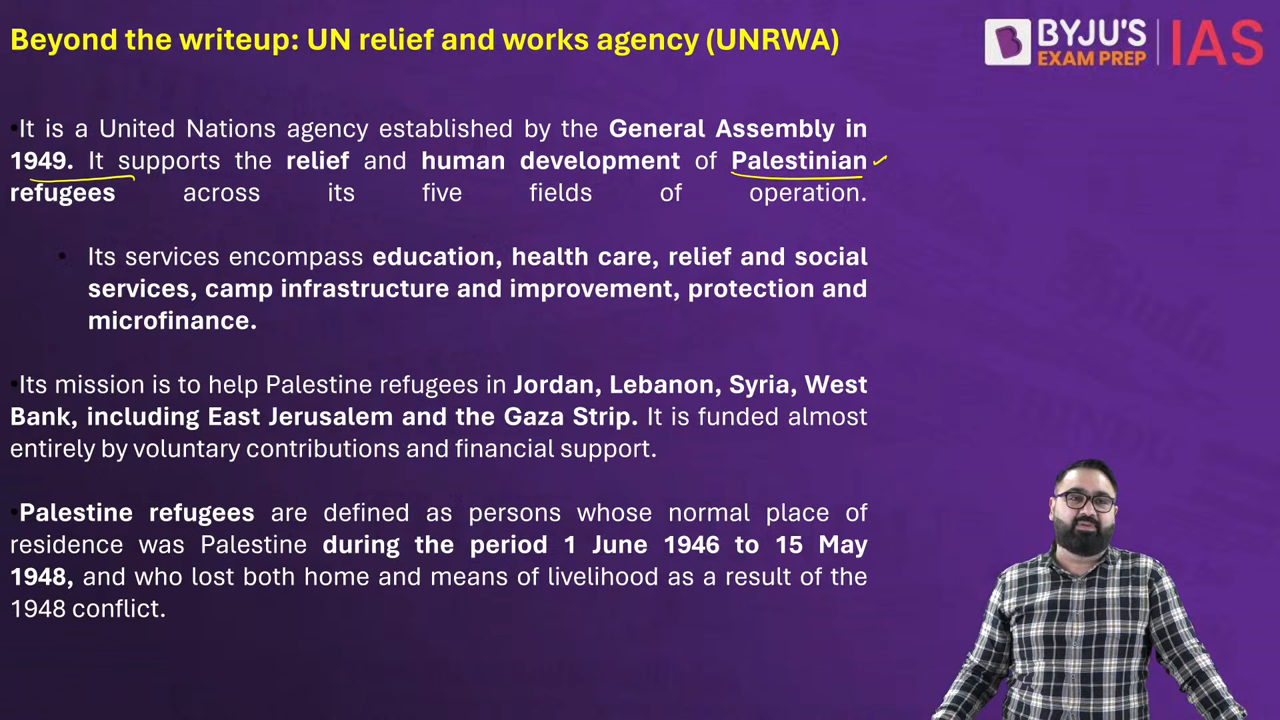 Beyond the writeup: UN relief and works agency (UNRWA)
BYJU'S
EXAM PREP
IAS
•It is a United Nations agency established by the General Assembly in
1949. It supports the relief and human development of Palestinian
refugees across its five fields of operation.
• Its services encompass education, health care, relief and social
services, camp infrastructure and improvement, protection and
microfinance.
•Its mission is to help Palestine refugees in Jordan, Lebanon, Syria, West
Bank, including East Jerusalem and the Gaza Strip. It is funded almost
entirely by voluntary contributions and financial support.
•Palestine refugees are defined as persons whose normal place of
residence was Palestine during the period 1 June 1946 to 15 May
1948, and who lost both home and means of livelihood as a result of the
1948 conflict.